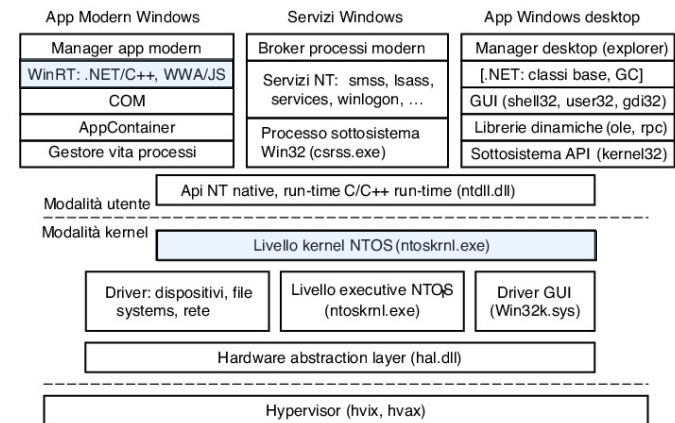 App Modern Windows
Manager app modern
WinRT: .NET/C++, WWA/JS
COM
AppContainer
Gestore vita processi
Servizi Windows
Broker processi modern
Servizi NT: smss, lsass,
services, winlogon, …
Processo sottosistema
Win32 (csrss.exe)
App Windows desktop
Manager desktop (explorer)
[.NET: classi base, GC]
GUI (shell32, user32, gdi32)
Librerie dinamiche (ole, rpc)
Sottosistema API (kernel32)
Api NT native, run-time C/C++ run-time (ntdll.dll)
Modalità utente
Modalità kernel
Livello kernel NTOS (ntoskrnl.exe)
Driver: dispositivi, file
systems, rete
Livello executive NTOS
(ntoskrnl.exe)
Driver GUI
(Win32k.sys)
Hardware abstraction layer (hal.dll)
Hypervisor (hvix, hvax)